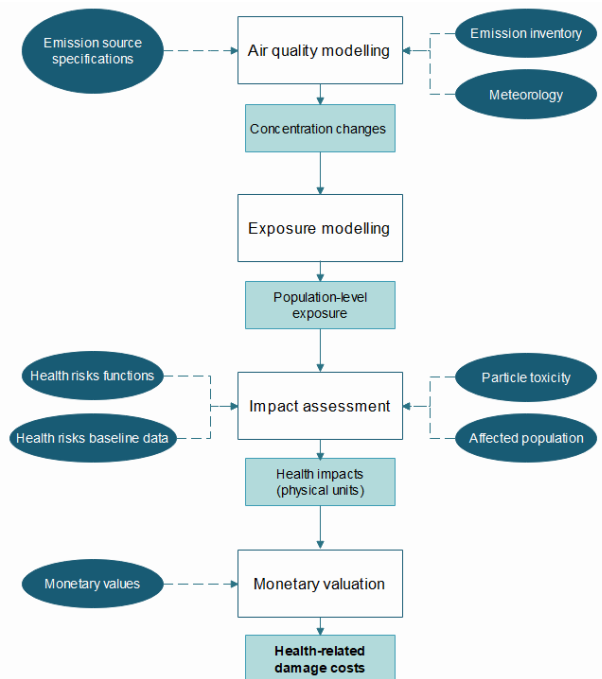 Emission source
specifications
Air quality modelling
Emission inventory
Meteorology
Concentration changes
Exposure modelling
Population-level
exposure
Health risks functions
Health risks baseline data
Impact assessment
Particle toxicity
Affected population
Health impacts
(physical units)
Monetary values
Monetary valuation
Health-related
damage costs